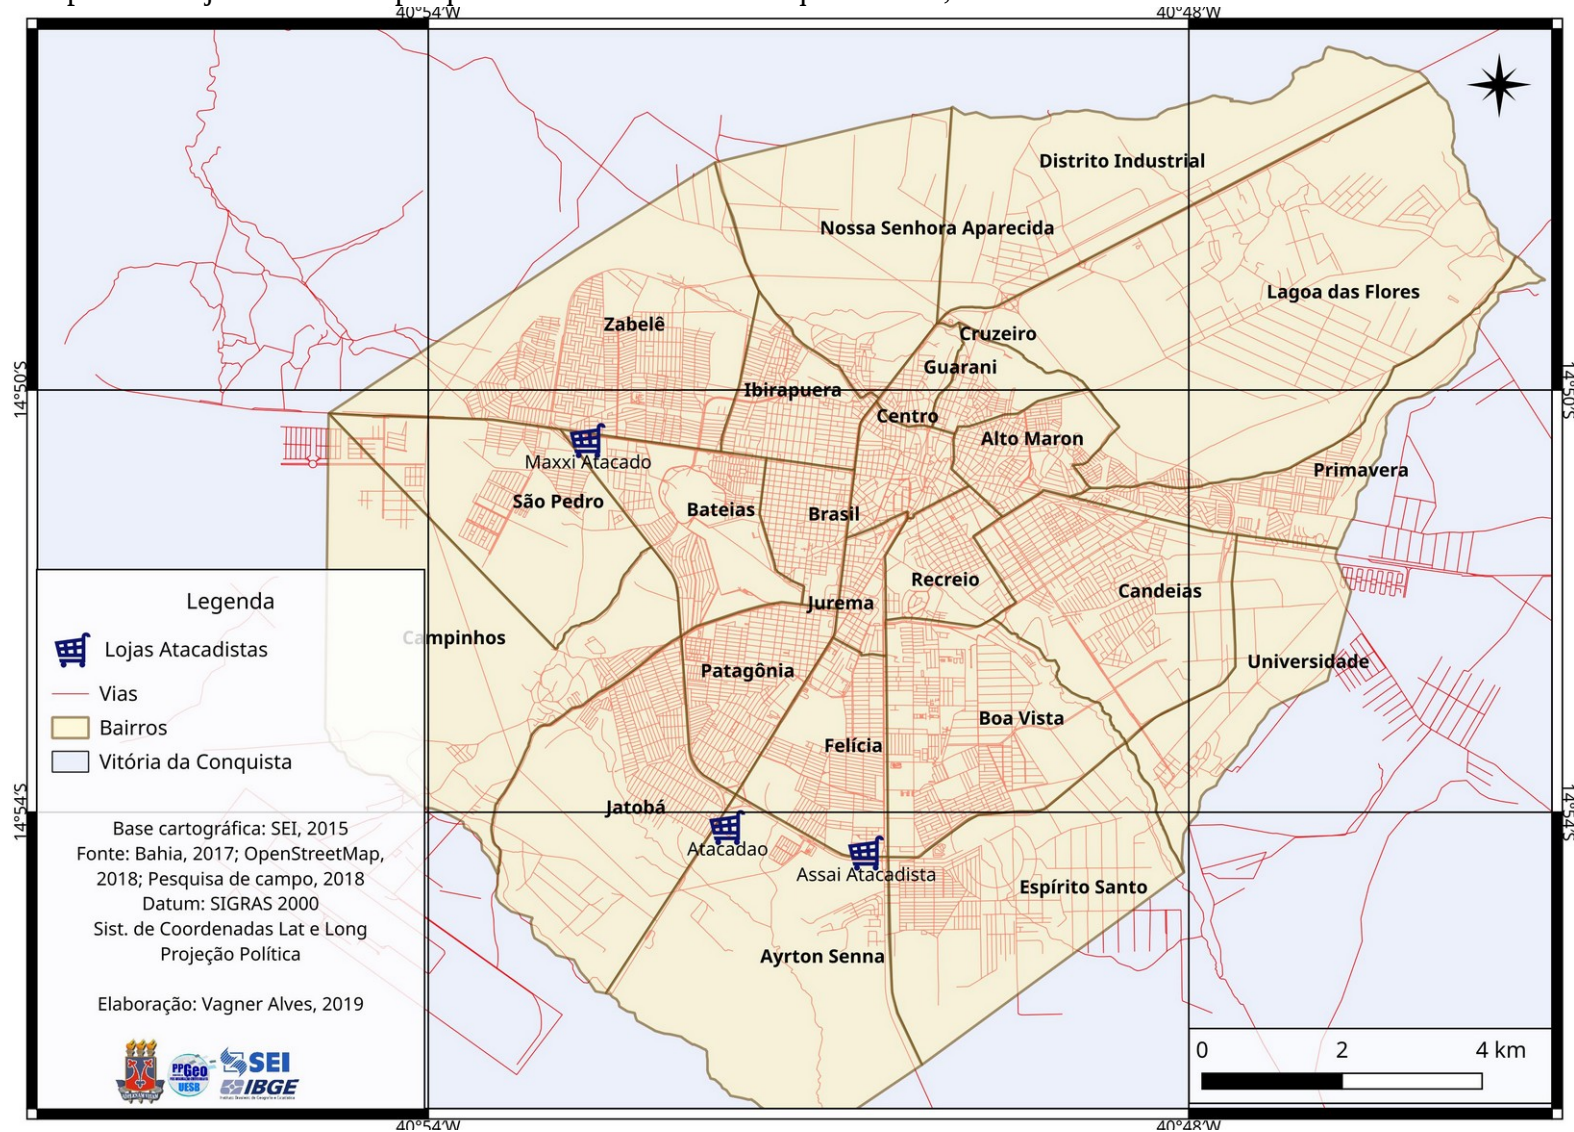 40°54'W
40°48'W
Distrito Industrial
Nossa Senhora Aparecida
Lagoa das Flores
Zabelê
Cruzeiro
Guarani
14°50'S
14°50'S
Ibirapuera
Centro
Alto Maron
Maxxi Atacado
Primavera
São Pedro
Bateias
Brasil
Recreio
Candeias
Jurema
Campinhos
Universidade
Patagônia
Boa Vista
Felícia
14°54'S
14°54'S
Jatobá
Atacadao
Assai Atacadista
Espírito Santo
Ayrton Senna
Legenda
Lojas Atacadistas
Vias
Bairros
Vitória da Conquista
Base cartográfica: SEI, 2015
Fonte: Bahia, 2017; OpenStreetMap,
2018; Pesquisa de campo, 2018
Datum: SIGRAS 2000
Sist. de Coordenadas Lat e Long
Projeção Política
Elaboração: Vagner Alves, 2019
PPGeo
UESB
SEI
IBGE
0 2 4 km
40°54'W
40°48'W